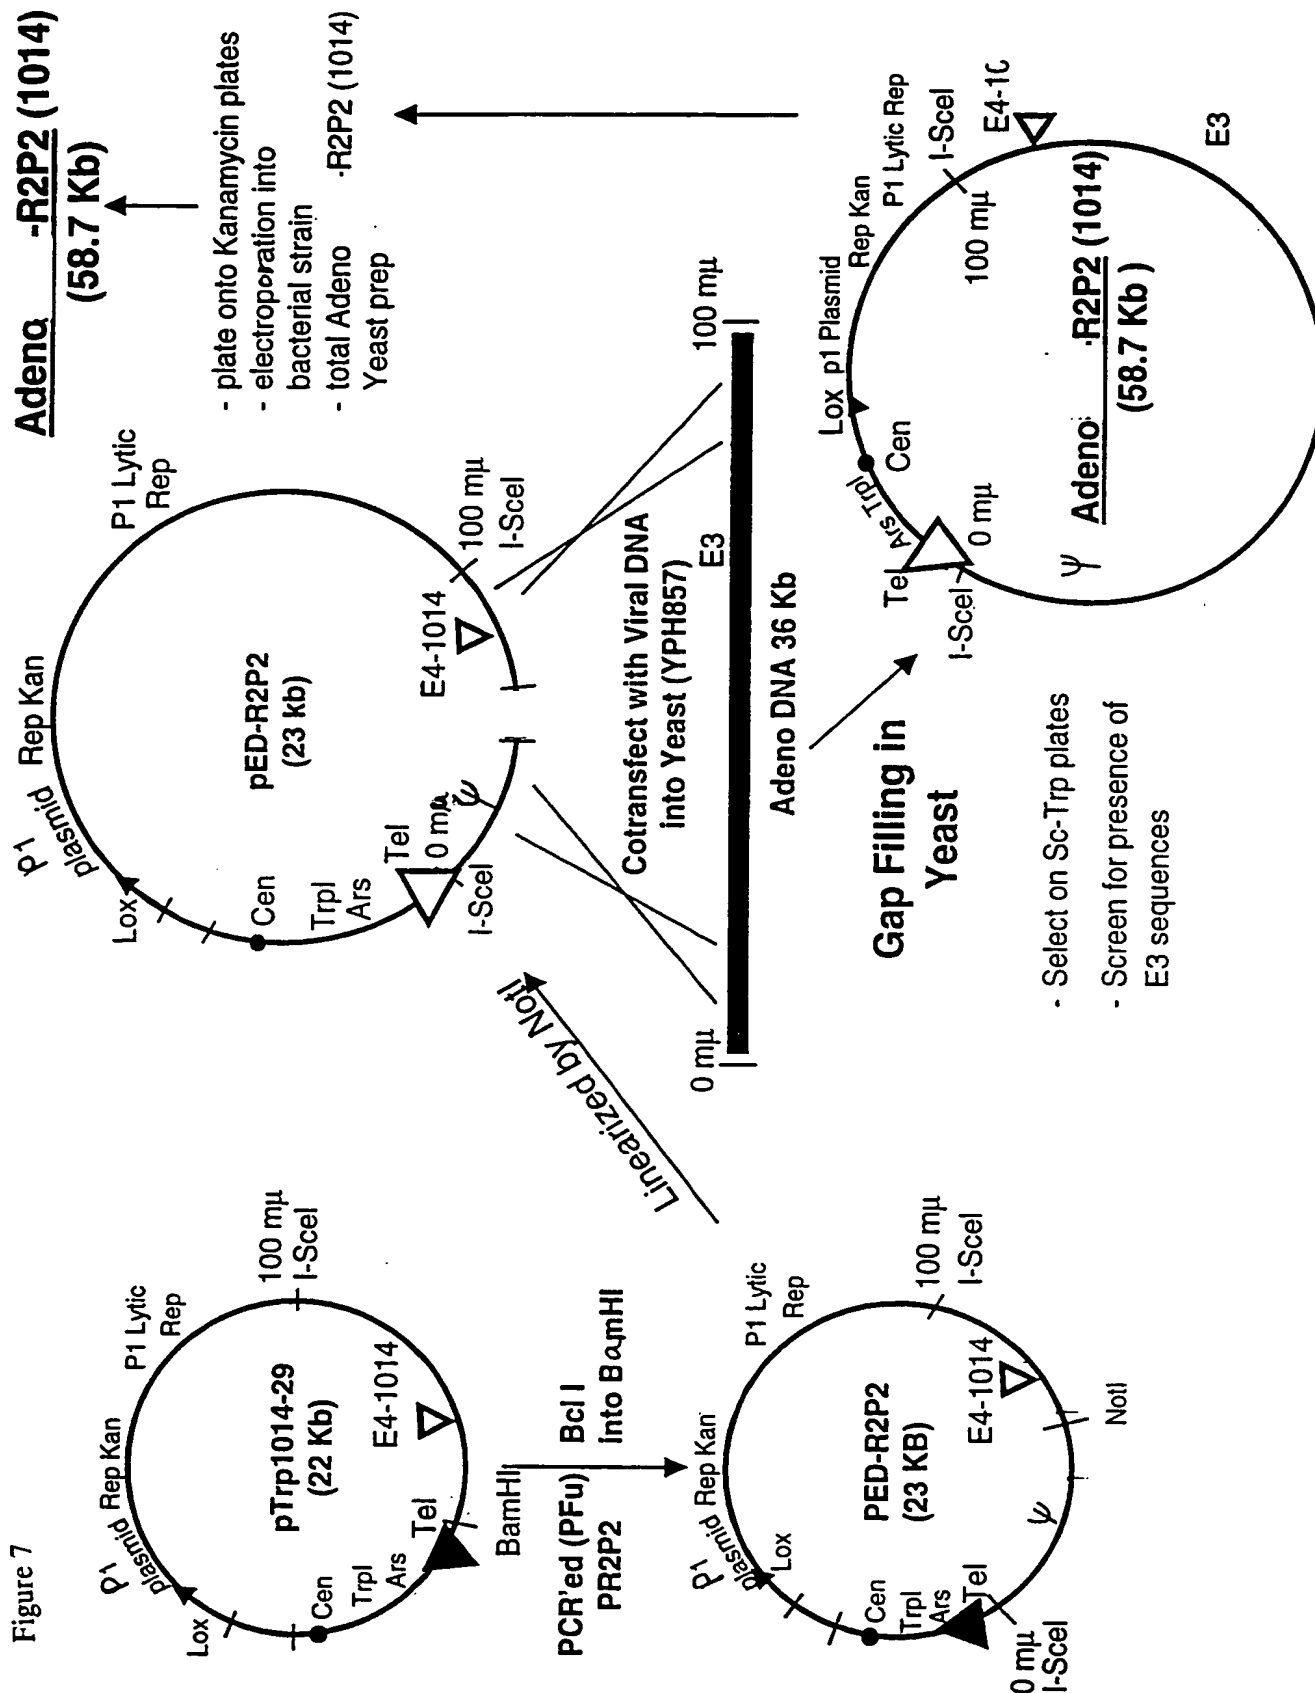 Figure 7
P1
plasmid
Rep Kan
P1 Lytic
Rep
Lox
100 mµ
I-SceI
pTrp1014-29
(22 Kb)
E4-1014
Cen
TrpI
Ars
Tel
BamHI
PCR'ed (PFu)
PR2P2
Bcl I
into BamHI
P1
plasmid
Rep Kan
P1 Lytic
Rep
Lox
100 mµ
I-SceI
PED-R2P2
(23 KB)
E4-1014
Cen
TrpI
Ars
Tel
0 mµ
I-SceI
Ψ
NotI
Linearized by NotI
P1
plasmid
Rep Kan
P1 Lytic
Rep
Lox
pED-R2P2
(23 kb)
Cen
TrpI
Ars
Tel
0 mµ
I-SceI
Ψ
E4-1014
100 mµ
I-SceI
Cotransfect with Viral DNA
into Yeast (YPH857)
E3
0 mµ
100 mµ
Adeno DNA 36 Kb
Gap Filling in
Yeast
- Select on Sc-Trp plates
- Screen for presence of
E3 sequences
Lox
p1 Plasmid
Rep Kan
P1 Lytic Rep
I-SceI
100 mµ
E4-10
E3
Cen
TrpI
Ars
Tel
I-SceI
0 mµ
Ψ
Adeno -R2P2 (1014)
(58.7 Kb )
- plate onto Kanamycin plates
- electroporation into
bacterial strain
- total Adeno -R2P2 (1014)
Yeast prep
Adeno -R2P2 (1014)
(58.7 Kb)